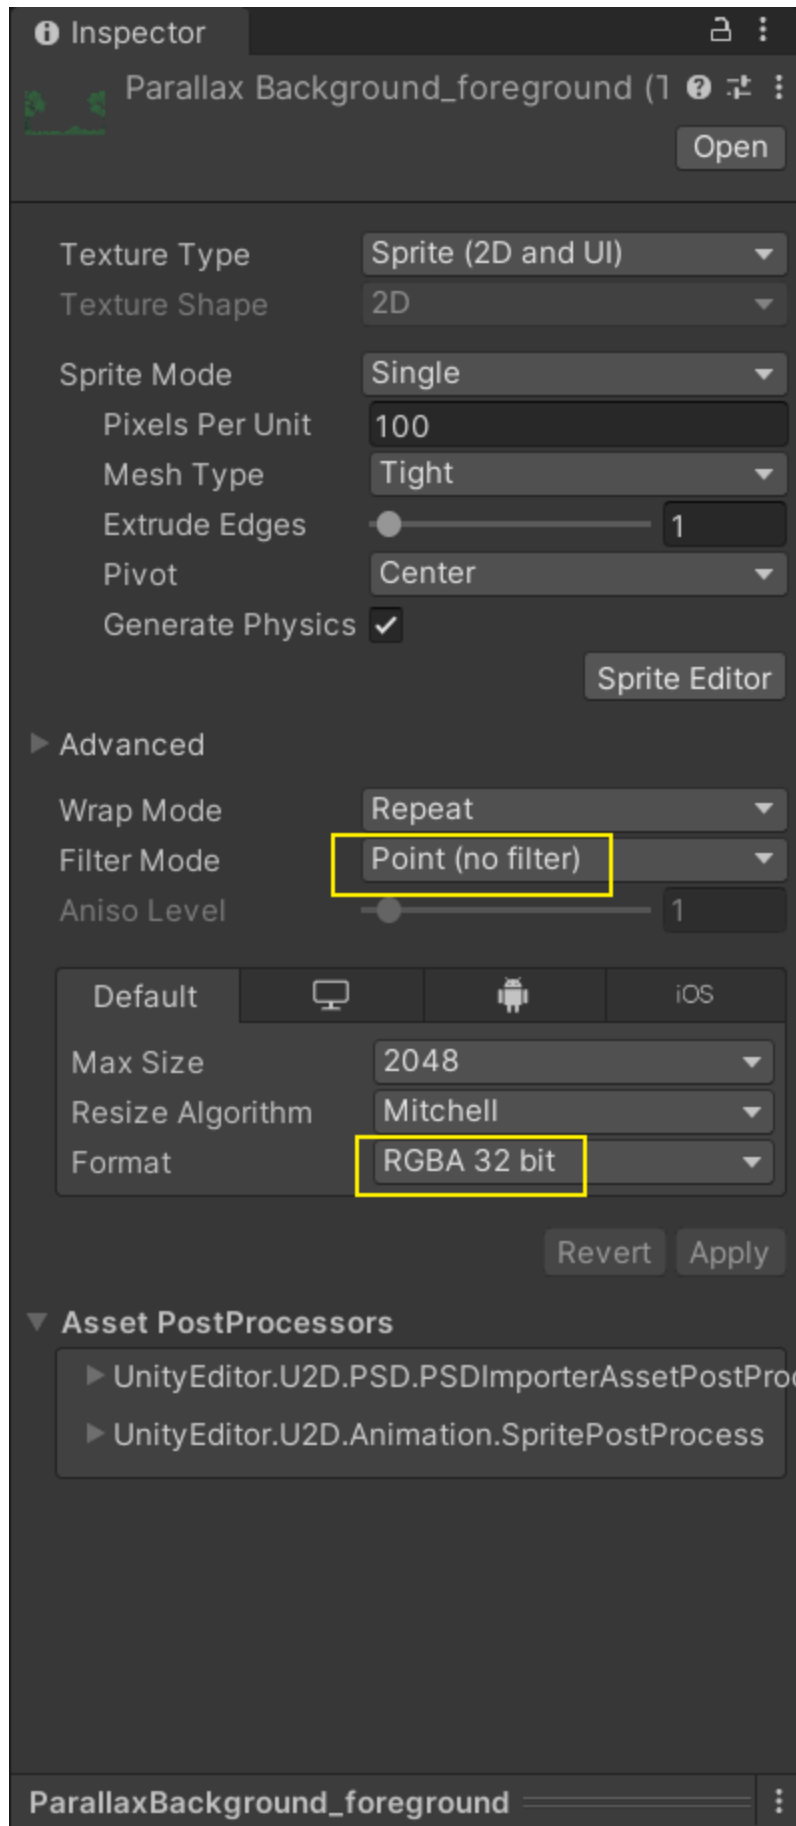 Inspector
Parallax Background_foreground (T
Open
Texture Type Sprite (2D and UI)
Texture Shape 2D
Sprite Mode Single
Pixels Per Unit 100
Mesh Type Tight
Extrude Edges 1
Pivot Center
Generate Physics
Sprite Editor
Advanced
Wrap Mode Repeat
Filter Mode Point (no filter)
Aniso Level 1
Default iOS
Max Size 2048
Resize Algorithm Mitchell
Format RGBA 32 bit
Revert Apply
Asset PostProcessors
UnityEditor.U2D.PSD.PSDImporterAssetPostProc
UnityEditor.U2D.Animation.SpritePostProcess
ParallaxBackground_foreground